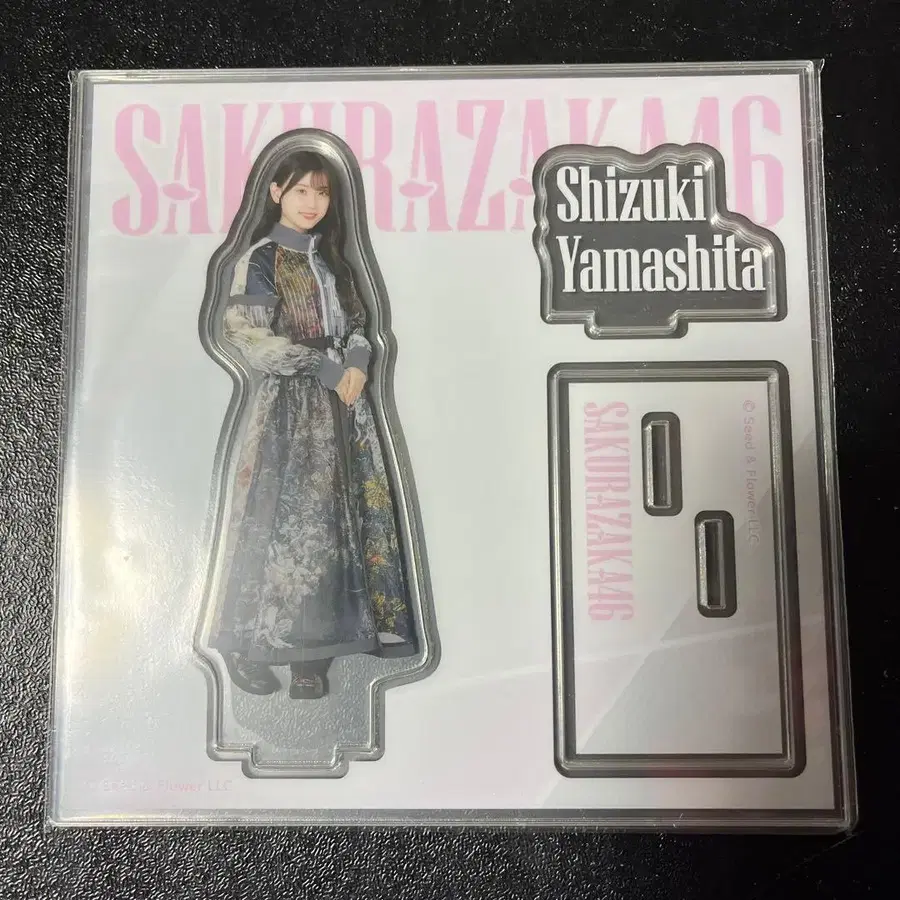 SAKURAZAKA46
Shizuki
Yamashita
SAKURAZAKA46
© Seed & Flower LLC
© Seed & Flower LLC